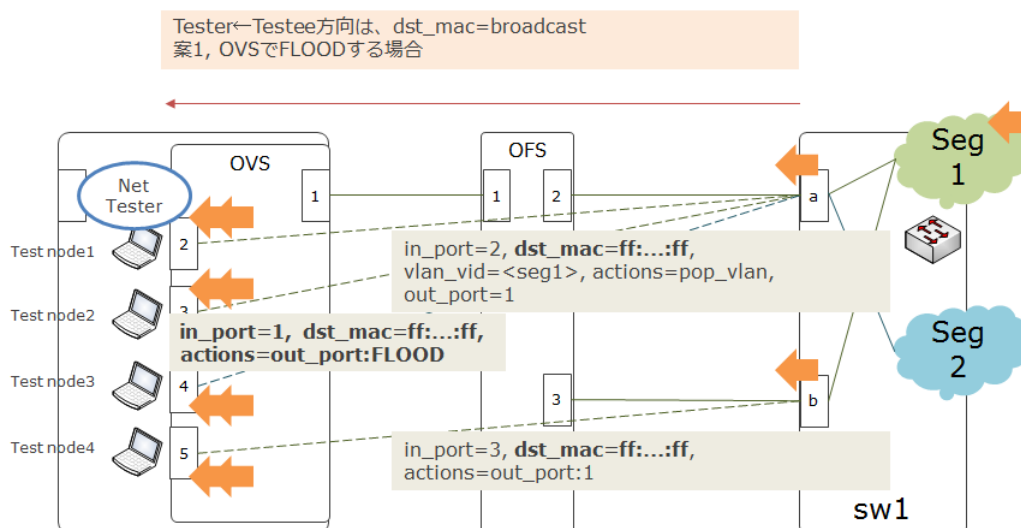 Tester←Testee方向は、dst_mac=broadcast
案1, OVSでFLOODする場合
OVS
OFS
Seg
1
Net
Tester
1
1
2
a
Test node1
2
in_port=2, dst_mac=ff:...:ff,
vlan_vid=<seg1>, actions=pop_vlan,
out_port=1
Test node2
3
in_port=1, dst_mac=ff:...:ff,
actions=out_port:FLOOD
Seg
2
Test node3
4
3
b
Test node4
5
in_port=3, dst_mac=ff:...:ff,
actions=out_port:1
sw1